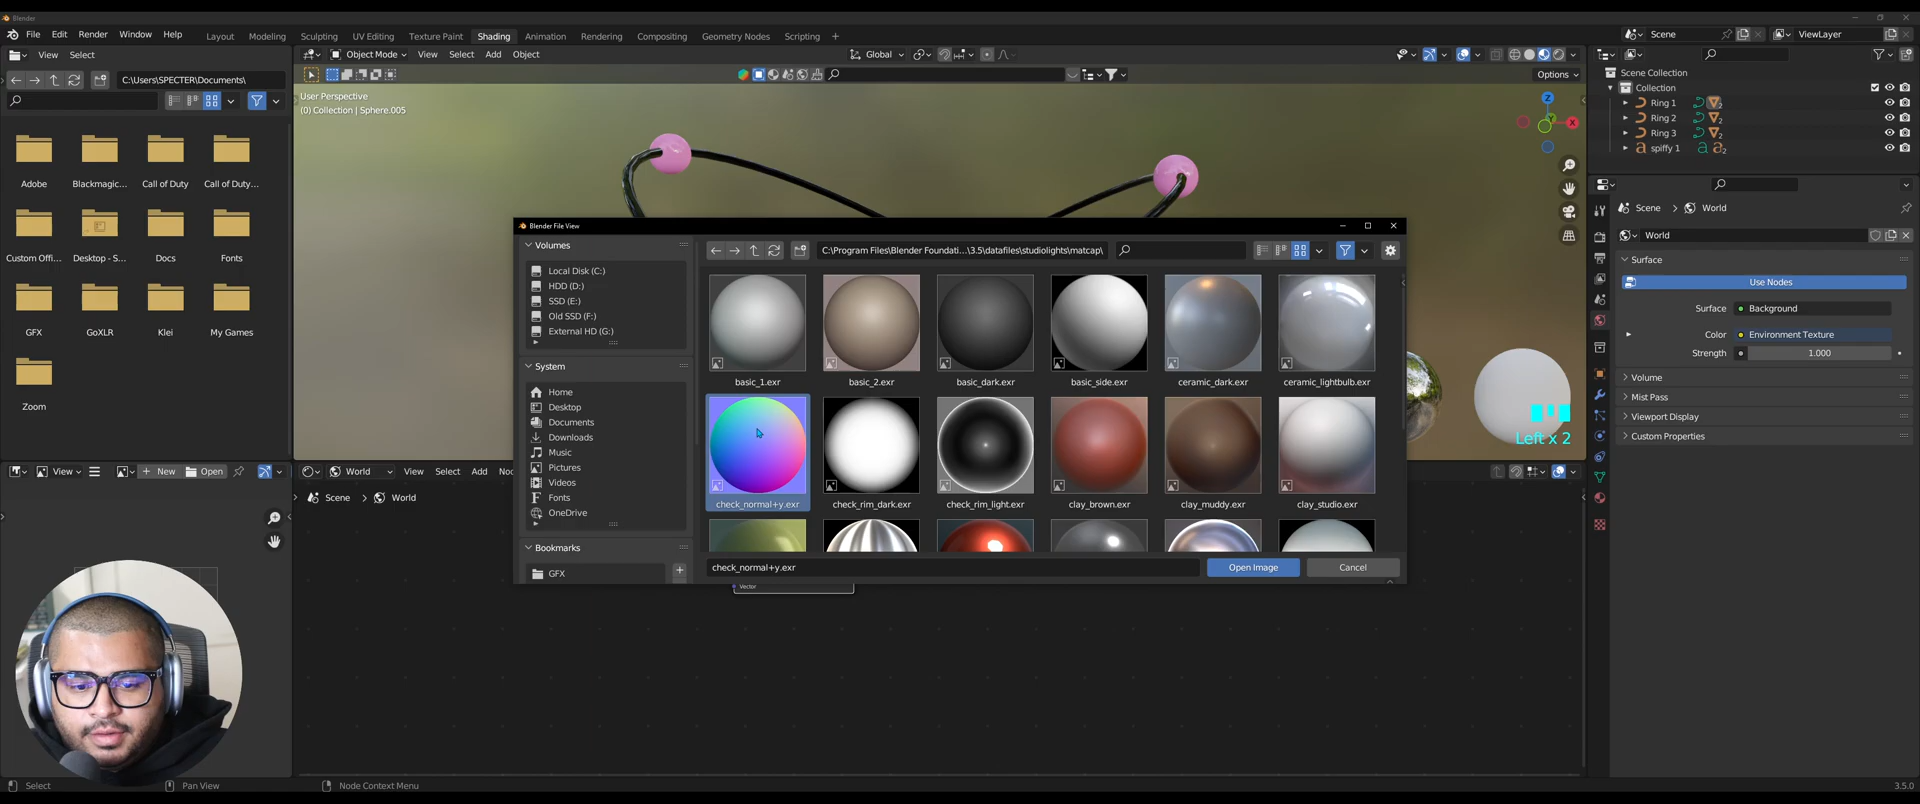 Blender
File Edit Render Window Help
Layout Modeling Sculpting UV Editing Texture Paint Shading Animation Rendering Compositing Geometry Nodes Scripting +
Scene
ViewLayer
View Select
Object Mode View Select Add Object
Global
C:\Users\SPECTER\Documents\
Options
User Perspective
(0) Collection | Sphere.005
Z
X
Scene Collection
Collection
Ring 1
Ring 2
Ring 3
spiffy 1
Adobe
Blackmagic...
Call of Duty
Call of Duty...
Custom Offi...
Desktop - S...
Docs
Fonts
GFX
GoXLR
Klei
My Games
Zoom
Blender File View
Volumes
Local Disk (C:)
HDD (D:)
SSD (E:)
Old SSD (F:)
External HD (G:)
System
Home
Desktop
Documents
Downloads
Music
Pictures
Videos
Fonts
OneDrive
Bookmarks
GFX
C:\Program Files\Blender Foundati...\3.5\datafiles\studiolights\matcap\
basic_1.exr
basic_2.exr
basic_dark.exr
basic_side.exr
ceramic_dark.exr
ceramic_lightbulb.exr
check_normal+y.exr
check_rim_dark.exr
check_rim_light.exr
clay_brown.exr
clay_muddy.exr
clay_studio.exr
check_normal+y.exr
Open Image
Cancel
Vector
Left x 2
Scene > World
World
Surface
Use Nodes
Surface Background
Color Environment Texture
Strength 1.000
Volume
Mist Pass
Viewport Display
Custom Properties
View
New
Open
World View Select Add
Scene > World
Select
Pan View
Node Context Menu
3.5.0